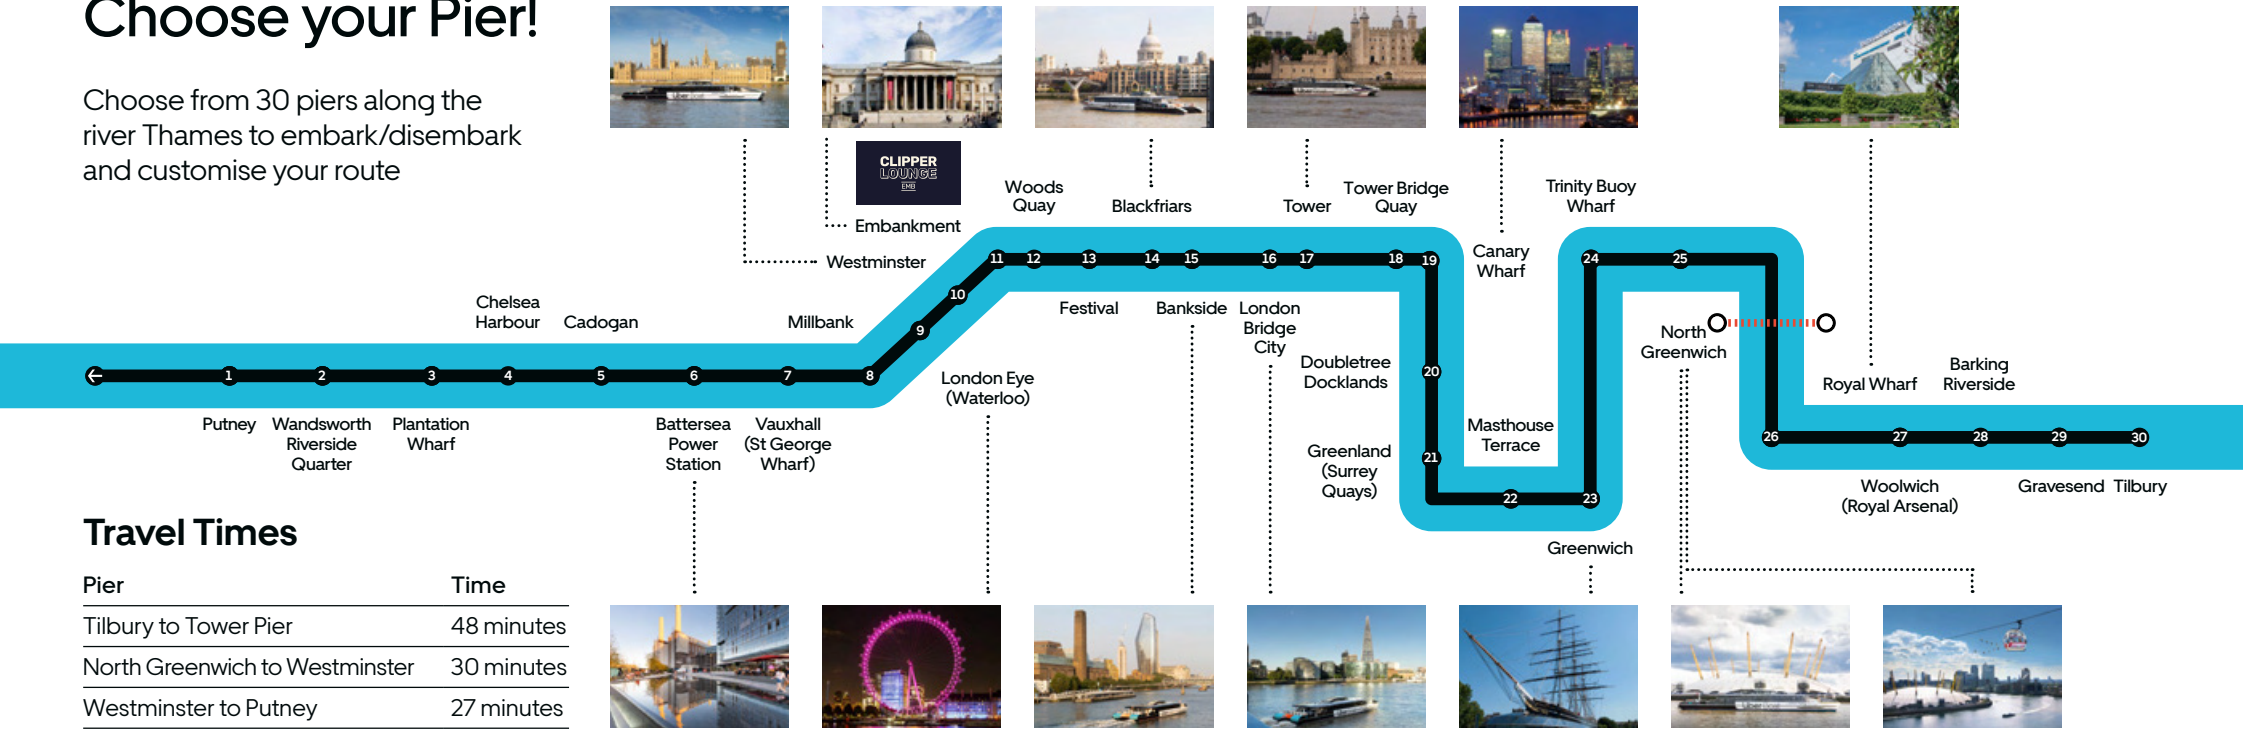 Choose your Pier!
Choose from 30 piers along the
river Thames to embark/disembark
and customise your route
CLIPPER
LOUNGE
EMB
Embankment
Westminster
Woods
Quay
Blackfriars
Tower
Tower Bridge
Quay
Canary
Wharf
Trinity Buoy
Wharf
Chelsea
Harbour
Cadogan
Millbank
Festival
Bankside
London
Bridge
City
Doubletree
Docklands
North
Greenwich
Royal Wharf
Barking
Riverside
1
2
3
4
5
6
7
8
9
10
11
12
13
14
15
16
17
18
19
20
21
22
23
24
25
26
27
28
29
30
London Eye
(Waterloo)
Putney
Wandsworth
Riverside
Quarter
Plantation
Wharf
Battersea
Power
Station
Vauxhall
(St George
Wharf)
Greenland
(Surrey
Quays)
Masthouse
Terrace
Greenwich
Woolwich
(Royal Arsenal)
Gravesend
Tilbury
Travel Times
Pier Time
Tilbury to Tower Pier 48 minutes
North Greenwich to Westminster 30 minutes
Westminster to Putney 27 minutes